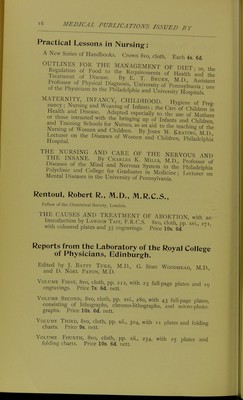 16 MEDICAL PUBLICATIONS ISSUED BY
Practical Lessons in Nursing:
A New Series of Handbooks. Crown 8vo, cloth. Each 4s. 0d.
OUTLINES FOR THE MANAGEMENT OF DIET; or, the
Regulation of Food to the Requirements of Health and the
Treatment of Disease. By E. T. BRUEN, M.D., Assistant
Professor of Physical Diagnosis, University of Pennsylvania; one
of the Physicians to the Philadelphia and University Hospitals.
MATERNITY, INFANCY, CHILDHOOD. Hygiene of Preg-
nancy; Nursing and Weaning of Infants; the Care of Children in
Health and Disease. Adapted especially to the use of Mothers
or those intrusted with the bringing up of Infants and Children,
and Training Schools for Nurses, as an aid to the teaching of the
Nursing of Women and Children. By JOHN M. KEATING, M.D.,
Lecturer on the Diseases of Women and Children, Philadelphia
Hospital.
THE NURSING AND CARE OF THE NERVOUS AND
THE INSANE. By CHARLES K. MILLS, M.D., Professor of
Diseases of the Mind and Nervous System in the Philadelphia
Polyclinic and College for Graduates in Medicine; Lecturer on
Mental Diseases in the University of Pennsylvania.
Rentoul, Robert R., M.D., M.R.C.S.,
Fellow of the Obstetrical Society, London.
THE CAUSES AND TREATMENT OF ABORTION, with an
Introduction by LAWSON TAIT, F.R.C.S. 8vo, cloth, pp. xvi., 271,
with coloured plates and 35 engravings. Price 10s. 6d.
Reports from the Laboratory of the Royal College
of Physicians, Edinburgh.
Edited by J. BATTY TUKE, M.D., G. SIMS WOODHEAD, M.D.,
and D. NOEL PATON, M.D.
VOLUME FIRST, 8vo, cloth, pp. 212, with 23 full-page plates and 19
engravings. Price 7s. 6d. nett.
VOLUME SECOND, 8vo, cloth, pp. xvi., 280, with 43 full-page plates,
consisting of lithographs, chromo-lithographs, and micro-photo-
graphs. Price 10s. 6d. nett.
VOLUME THIRD, 8vo, cloth, pp. xii., 304, with 11 plates and folding
charts. Price 9s. nett.
VOLUME FOURTH, 8vo, cloth, pp. xii., 254, with 25 plates and
folding charts. Price 10s. 6d. nett.